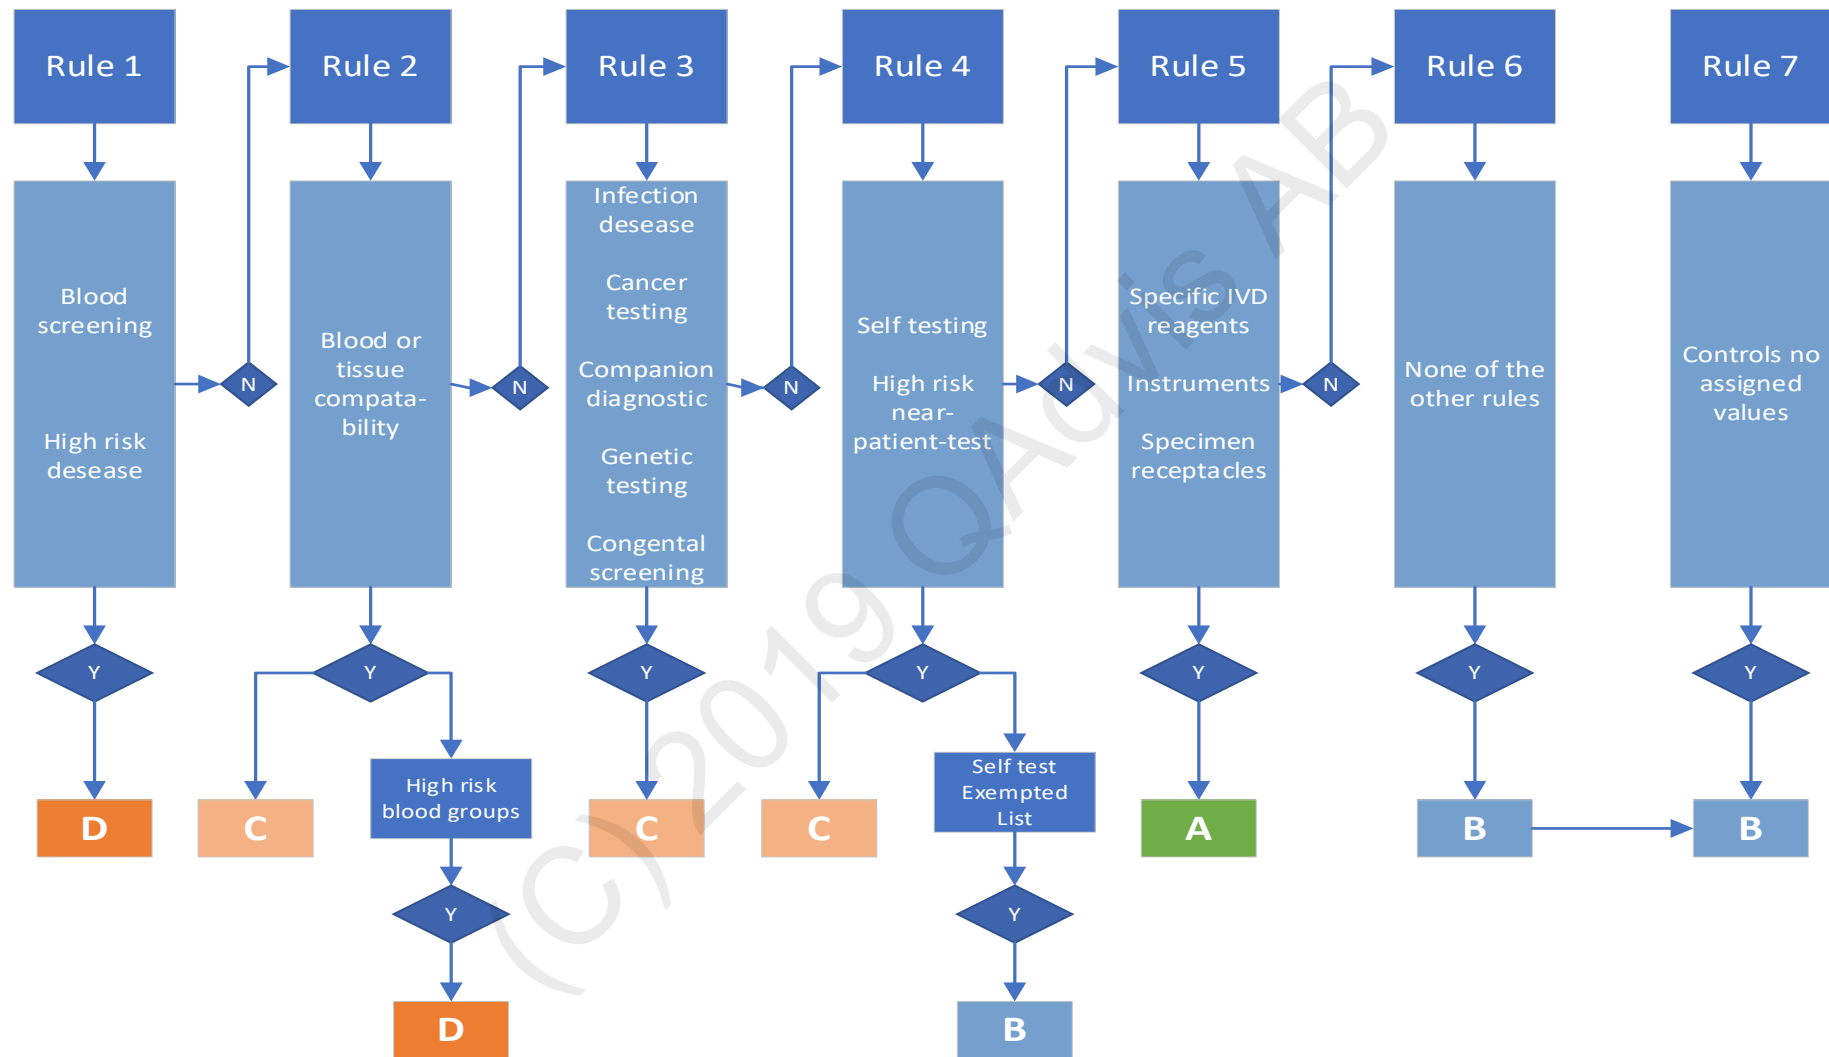 Rule 1
Rule 2
Rule 3
Rule 4
Rule 5
Rule 6
Rule 7
Blood
screening
High risk
desease
N
Blood or
tissue
compata-
bility
N
Infection
desease
Cancer
testing
Companion
diagnostic
Genetic
testing
Congental
screening
N
Self testing
High risk
near-
patient-test
N
Specific IVD
reagents
Instruments
Specimen
receptacles
N
None of the
other rules
Controls no
assigned
values
Y
Y
Y
Y
Y
Y
Y
High risk
blood groups
Self test
Exempted
List
D
C
C
C
A
B
B
Y
Y
D
B
(C) 2019 QAdvis AB